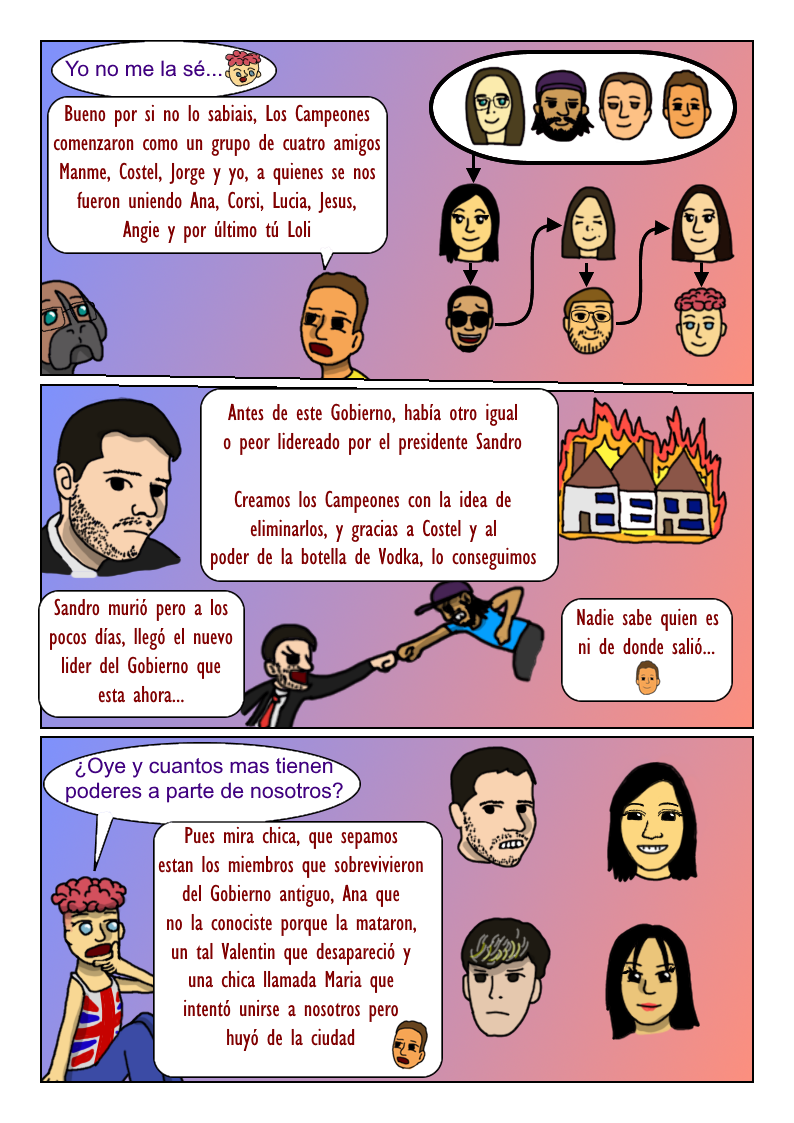 Yo no me la sé...
Bueno por si no lo sabiais, Los Campeones
comenzaron como un grupo de cuatro amigos
Manme, Costel, Jorge y yo, a quienes se nos
fueron uniendo Ana, Corsi, Lucia, Jesus,
Angie y por último tú Loli
Antes de este Gobierno, había otro igual
o peor lidereado por el presidente Sandro
Creamos los Campeones con la idea de
eliminarlos, y gracias a Costel y al
poder de la botella de Vodka, lo conseguimos
Sandro murió pero a los
pocos días, llegó el nuevo
lider del Gobierno que
esta ahora...
Nadie sabe quien es
ni de donde salió...
¿Oye y cuantos mas tienen
poderes a parte de nosotros?
Pues mira chica, que sepamos
estan los miembros que sobrevivieron
del Gobierno antiguo, Ana que
no la conociste porque la mataron,
un tal Valentin que desapareció y
una chica llamada Maria que
intentó unirse a nosotros pero
huyó de la ciudad